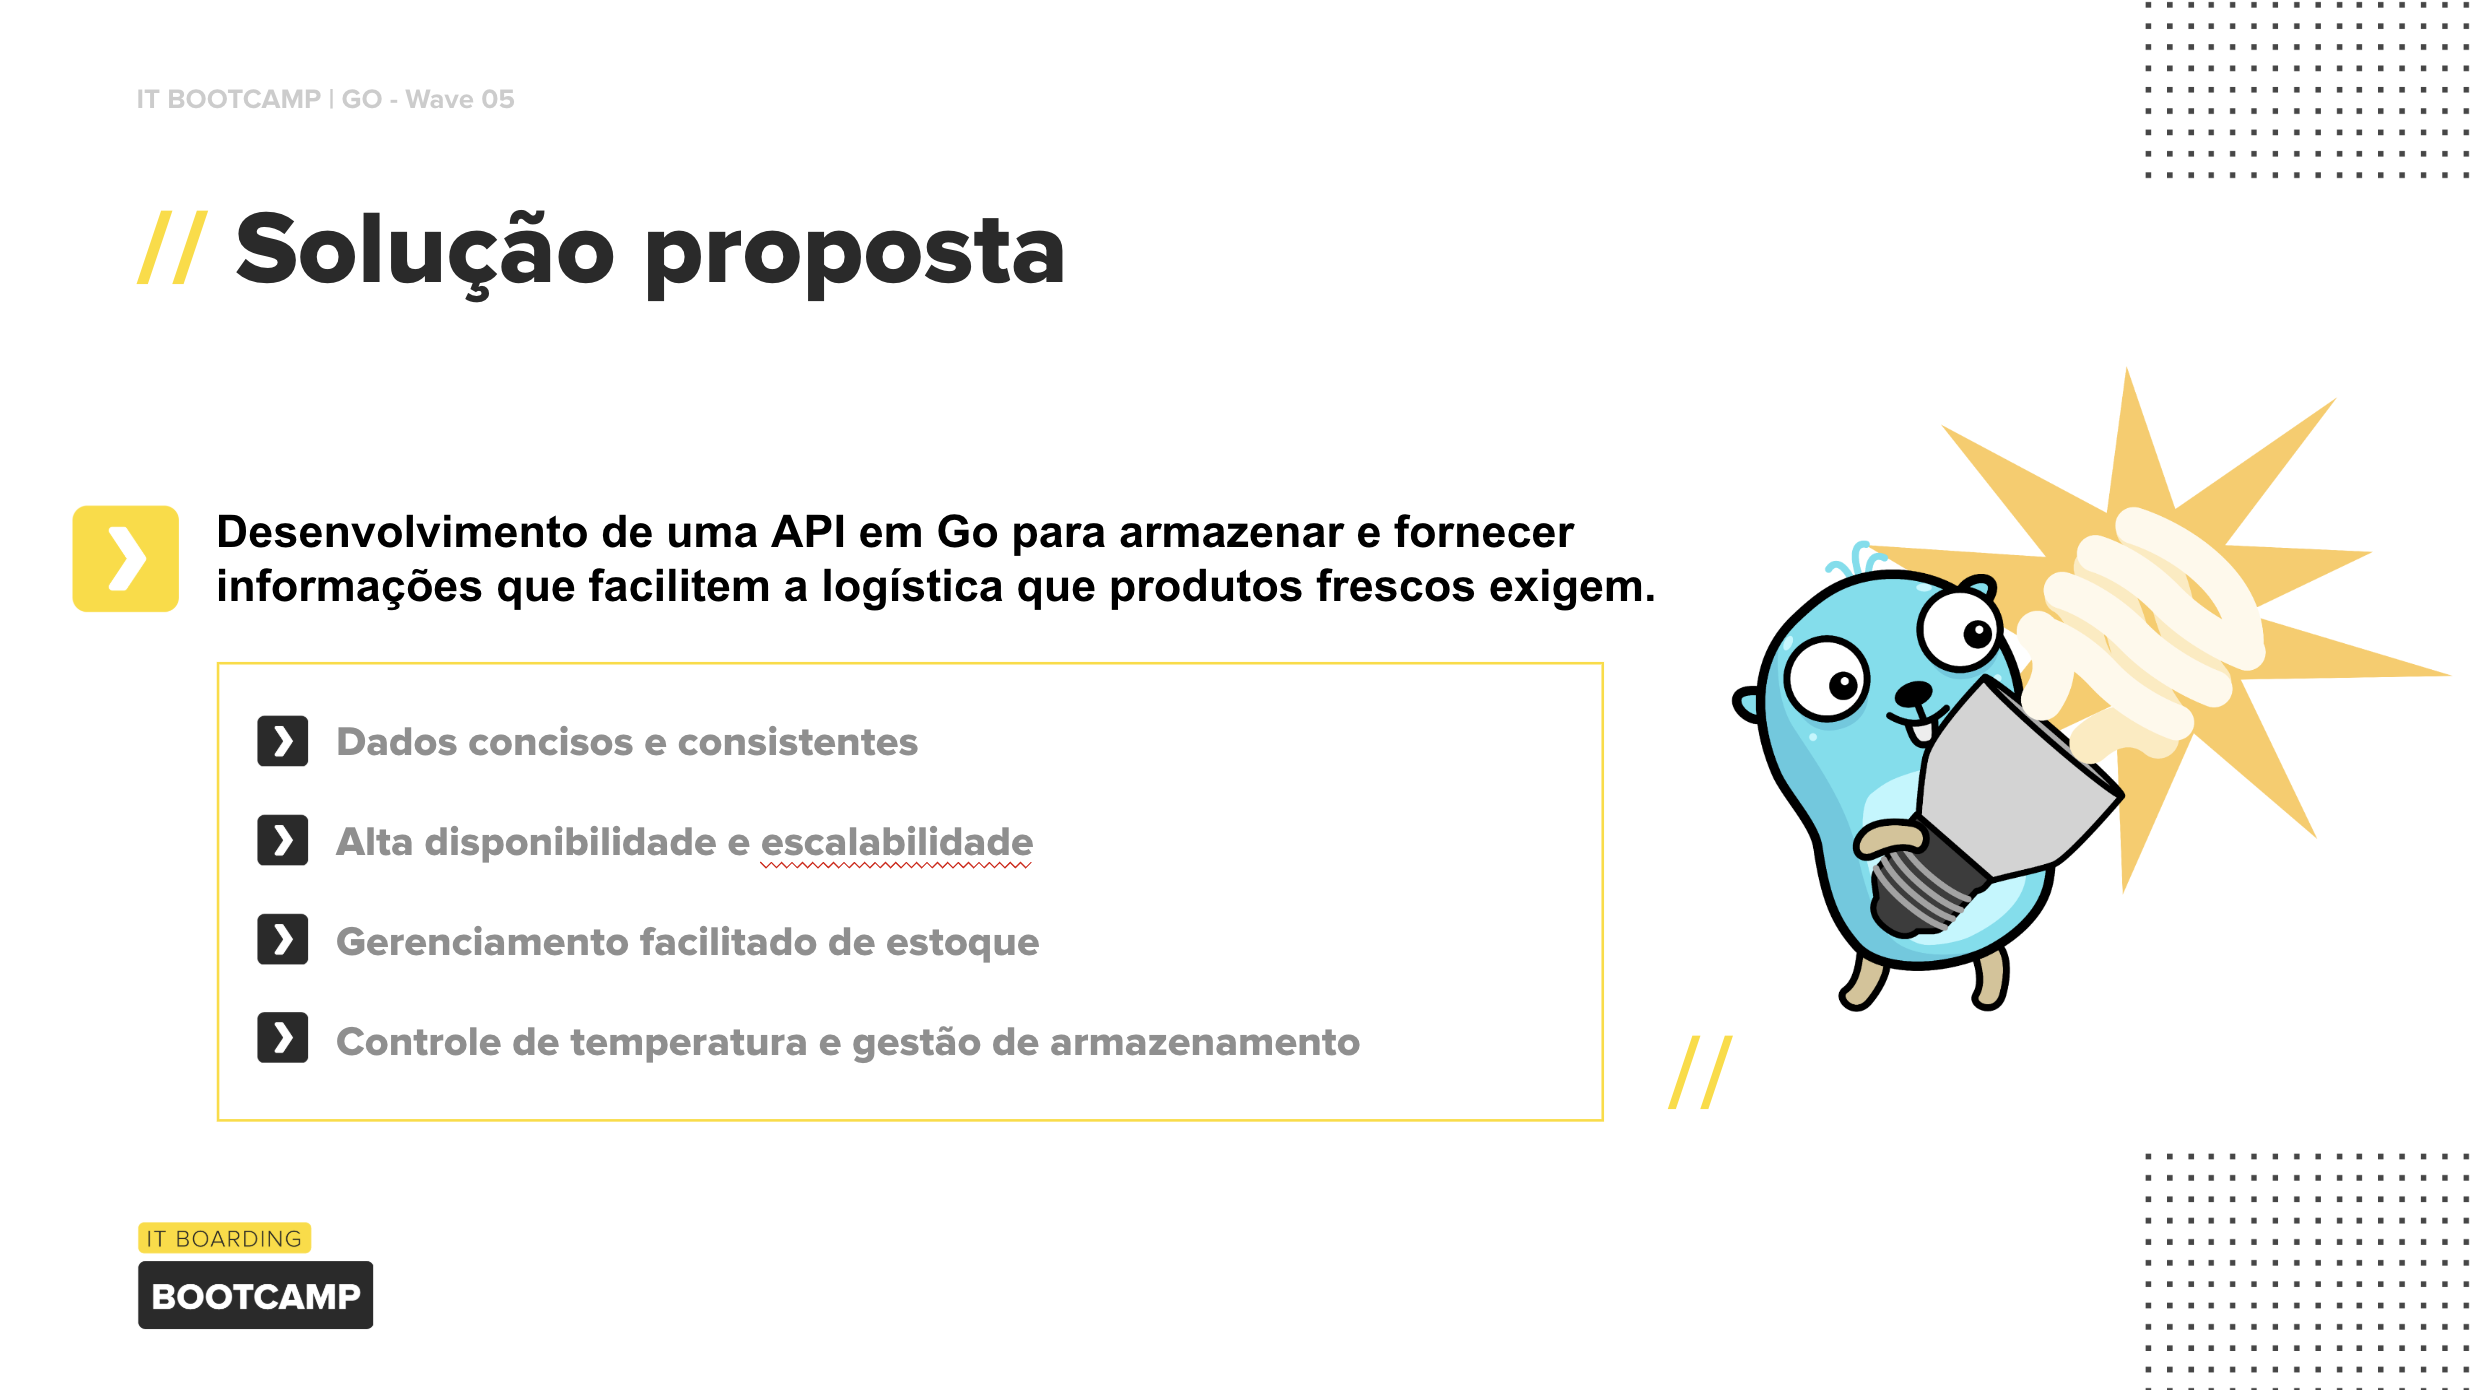 IT BOOTCAMP | GO - Wave 05
// Solução proposta
Desenvolvimento de uma API em Go para armazenar e fornecer
informações que facilitem a logística que produtos frescos exigem.
Dados concisos e consistentes
Alta disponibilidade e escalabilidade
Gerenciamento facilitado de estoque
Controle de temperatura e gestão de armazenamento
//
IT BOARDING
BOOTCAMP